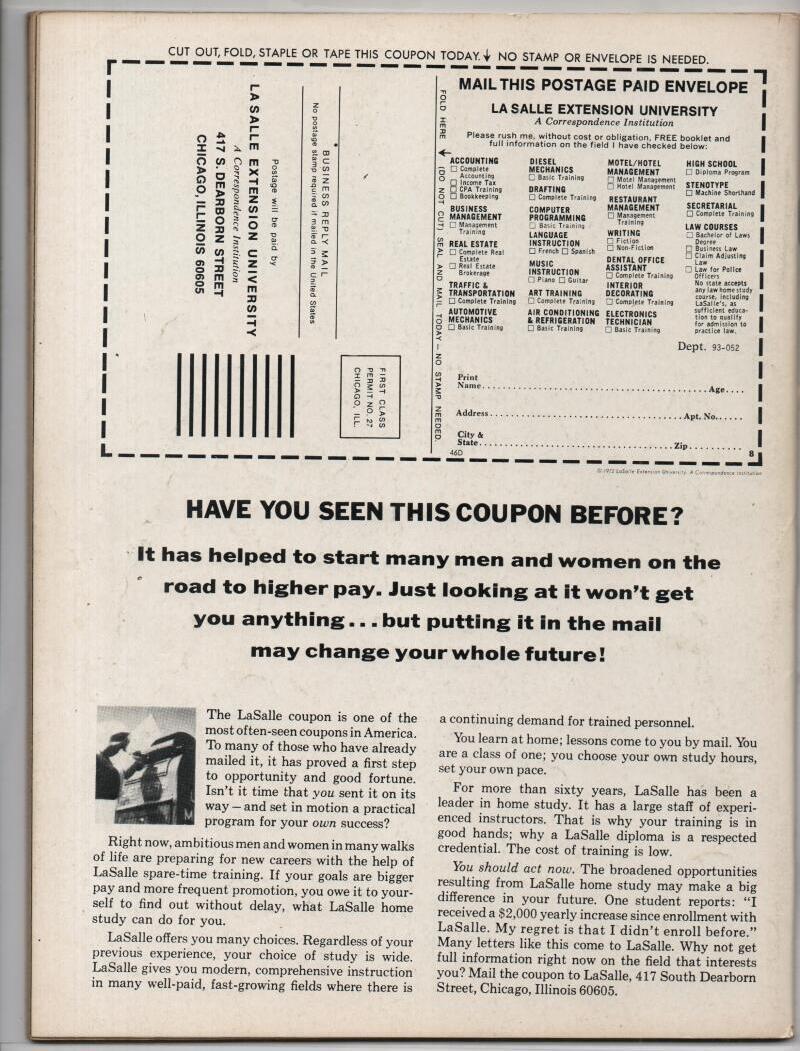 CUT OUT, FOLD, STAPLE OR TAPE THIS COUPON TODAY. NO STAMP OR ENVELOPE IS NEEDED.
Postage will be paid by
LA SALLE EXTENSION UNIVERSITY
A Correspondence Institution
417 S. DEARBORN STREET
CHICAGO, ILLINOIS 60605
BUSINESS REPLY MAIL
No postage stamp required if mailed in the United States
FIRST CLASS
PERMIT NO. 27
CHICAGO, ILL.
FOLD HERE (DO NOT CUT) SEAL AND MAIL TODAY — NO STAMP NEEDED.
MAIL THIS POSTAGE PAID ENVELOPE
LA SALLE EXTENSION UNIVERSITY
A Correspondence Institution
Please rush me, without cost or obligation, FREE booklet and
full information on the field I have checked below:
ACCOUNTING
Complete
Accounting
Income Tax
CPA Training
Bookkeeping
BUSINESS
MANAGEMENT
Management
Training
REAL ESTATE
Complete Real
Estate
Real Estate
Brokerage
TRAFFIC &
TRANSPORTATION
Complete Training
AUTOMOTIVE
MECHANICS
Basic Training
DIESEL
MECHANICS
Basic Training
DRAFTING
Complete Training
COMPUTER
PROGRAMMING
Basic Training
LANGUAGE
INSTRUCTION
French Spanish
MUSIC
INSTRUCTION
Piano Guitar
ART TRAINING
Complete Training
AIR CONDITIONING
& REFRIGERATION
Basic Training
MOTEL/HOTEL
MANAGEMENT
Motel Management
Hotel Management
RESTAURANT
MANAGEMENT
Management
Training
WRITING
Fiction
Non-Fiction
DENTAL OFFICE
ASSISTANT
Complete Training
INTERIOR
DECORATING
Complete Training
ELECTRONICS
TECHNICIAN
Basic Training
HIGH SCHOOL
Diploma Program
STENOTYPE
Machine Shorthand
SECRETARIAL
Complete Training
LAW COURSES
Bachelor of Laws
Degree
Business Law
Claim Adjusting
Law
Law for Police
Officers
No state accepts
any law home study
course, including
LaSalle's, as
sufficient educa-
tion to qualify
for admission to
practice law.
Dept. 93-052
Print
Name Age
Address Apt. No.
City &
State Zip
46D 8
© 1972 LaSalle Extension University. A Correspondence Institution
HAVE YOU SEEN THIS COUPON BEFORE?
It has helped to start many men and women on the
road to higher pay. Just looking at it won't get
you anything...but putting it in the mail
may change your whole future!
The LaSalle coupon is one of the
most often-seen coupons in America.
To many of those who have already
mailed it, it has proved a first step
to opportunity and good fortune.
Isn't it time that you sent it on its
way — and set in motion a practical
program for your own success?
Right now, ambitious men and women in many walks
of life are preparing for new careers with the help of
LaSalle spare-time training. If your goals are bigger
pay and more frequent promotion, you owe it to your-
self to find out without delay, what LaSalle home
study can do for you.
LaSalle offers you many choices. Regardless of your
previous experience, your choice of study is wide.
LaSalle gives you modern, comprehensive instruction
in many well-paid, fast-growing fields where there is
a continuing demand for trained personnel.
You learn at home; lessons come to you by mail. You
are a class of one; you choose your own study hours,
set your own pace.
For more than sixty years, LaSalle has been a
leader in home study. It has a large staff of experi-
enced instructors. That is why your training is in
good hands; why a LaSalle diploma is a respected
credential. The cost of training is low.
You should act now. The broadened opportunities
resulting from LaSalle home study may make a big
difference in your future. One student reports: "I
received a $2,000 yearly increase since enrollment with
LaSalle. My regret is that I didn't enroll before."
Many letters like this come to LaSalle. Why not get
full information right now on the field that interests
you? Mail the coupon to LaSalle, 417 South Dearborn
Street, Chicago, Illinois 60605.